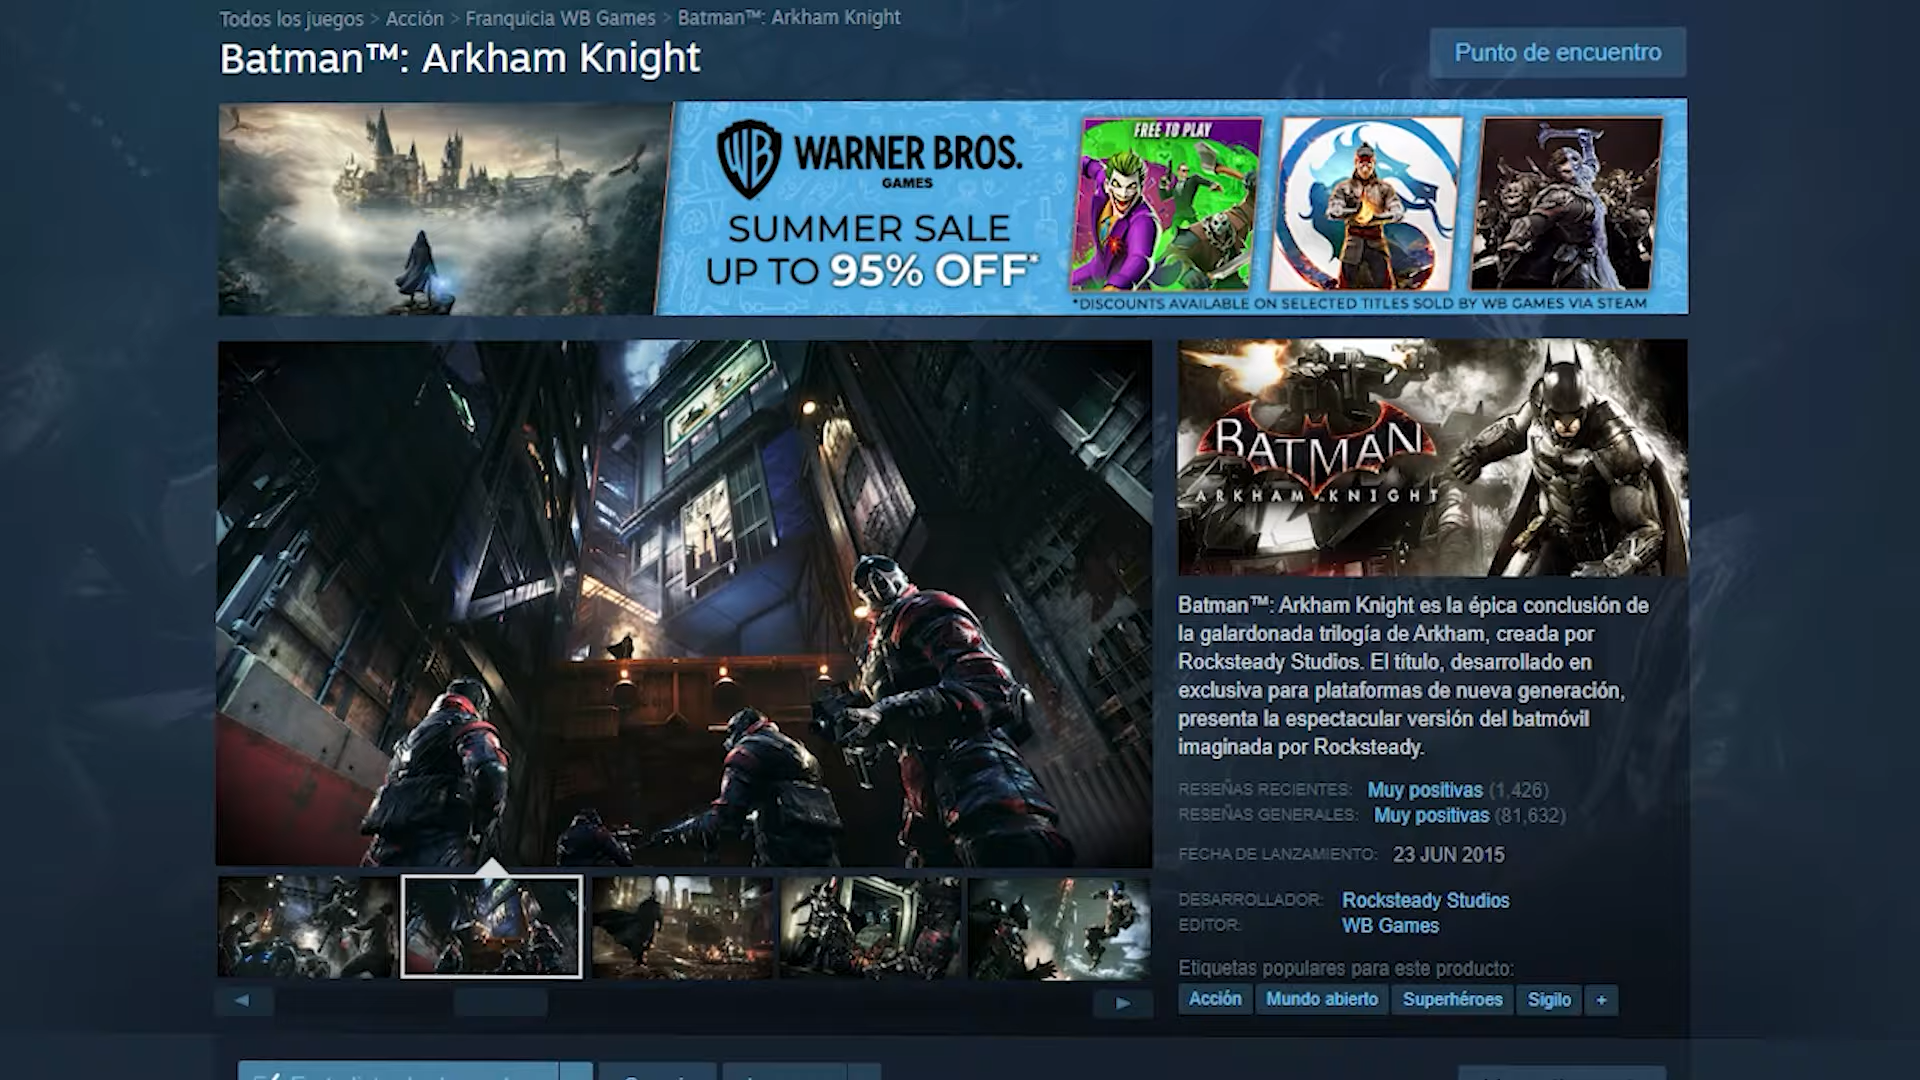 Todos los juegos > Acción > Franquicia WB Games > Batman™: Arkham Knight
Batman™: Arkham Knight
Punto de encuentro
WB WARNER BROS.
GAMES
SUMMER SALE
UP TO 95% OFF*
FREE TO PLAY
*DISCOUNTS AVAILABLE ON SELECTED TITLES SOLD BY WB GAMES VIA STEAM
BATMAN
ARKHAM KNIGHT
Batman™: Arkham Knight es la épica conclusión de
la galardonada trilogía de Arkham, creada por
Rocksteady Studios. El título, desarrollado en
exclusiva para plataformas de nueva generación,
presenta la espectacular versión del batmóvil
imaginada por Rocksteady.
RESEÑAS RECIENTES: Muy positivas (1,426)
RESEÑAS GENERALES: Muy positivas (81,632)
FECHA DE LANZAMIENTO: 23 JUN 2015
DESARROLLADOR: Rocksteady Studios
EDITOR: WB Games
Etiquetas populares para este producto:
Acción Mundo abierto Superhéroes Sigilo +